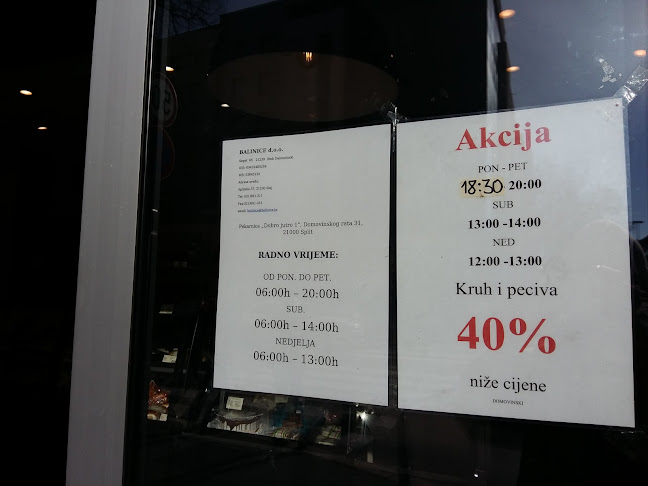 BALINICE d.o.o.
Pekarnica „Dobro jutro 1", Domovinskog rata 31,
21000 Split
RADNO VRIJEME:
OD PON. DO PET.
06:00h – 20:00h
SUB.
06:00h – 14:00h
NEDJELJA
06:00h – 13:00h
Akcija
PON - PET
18:30- 20:00
SUB
13:00 -14:00
NED
12:00 -13:00
Kruh i peciva
40%
niže cijene
DOMOVINSKI